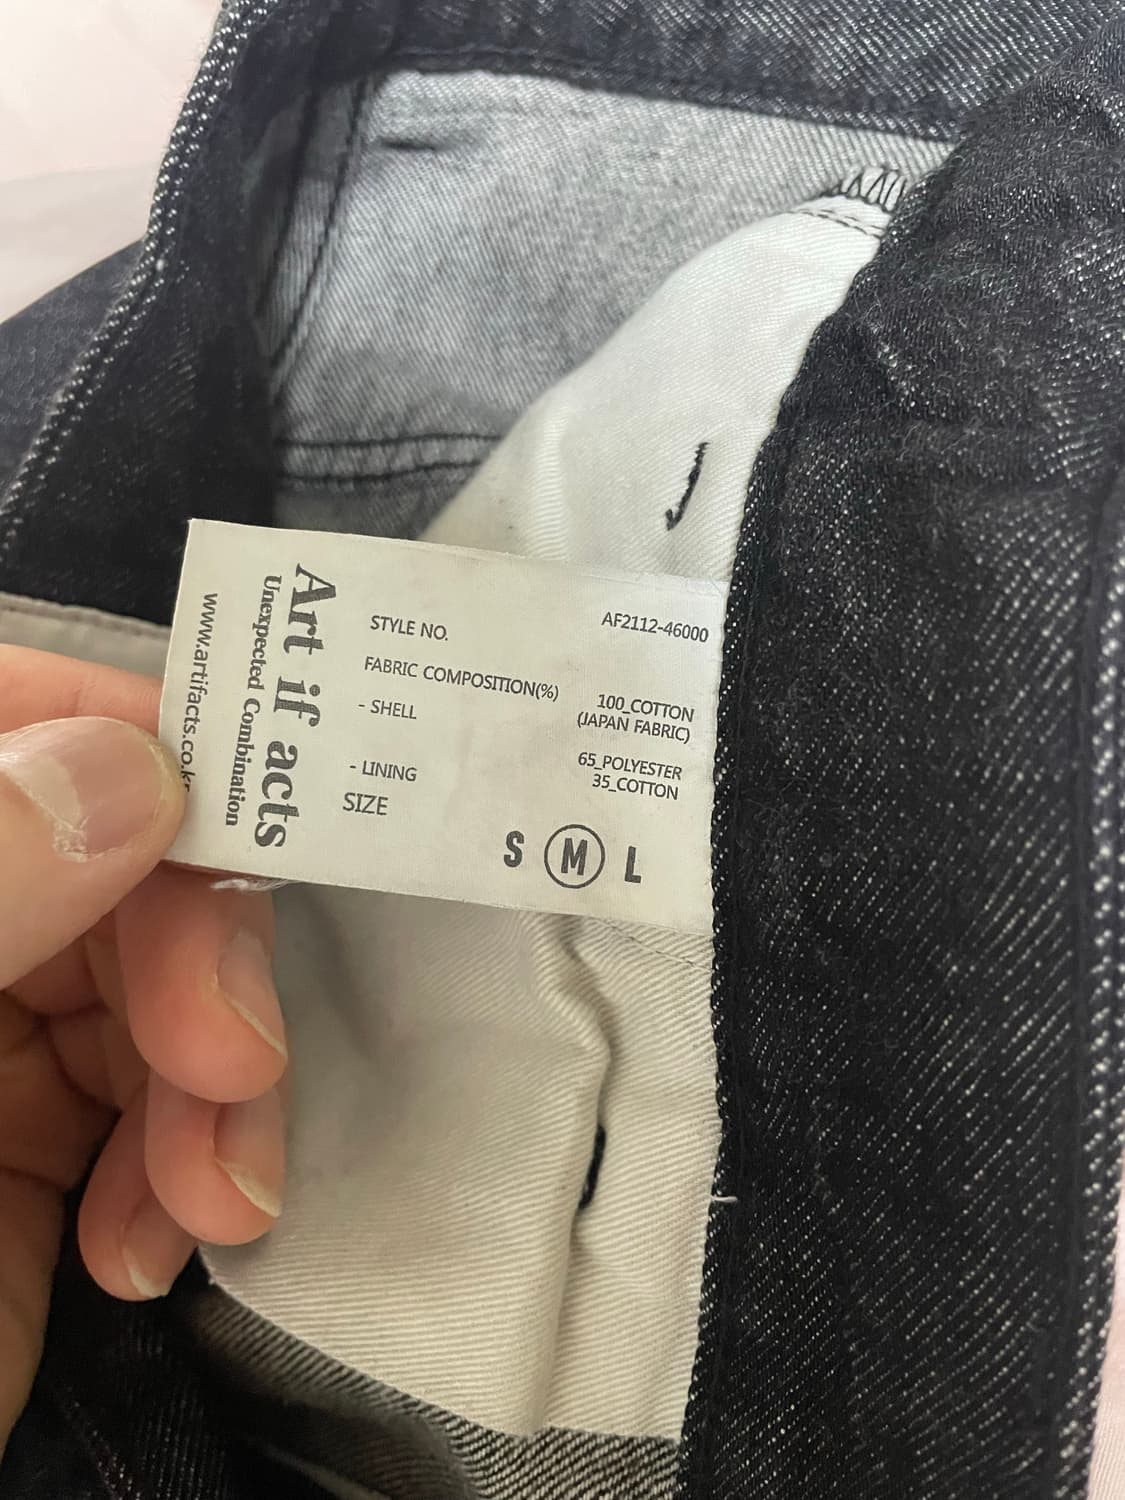 Art if acts
Unexpected Combination
www.artifacts.co.kr
STYLE NO. AF2112-46000
FABRIC COMPOSITION(%)
- SHELL 100_COTTON
(JAPAN FABRIC)
- LINING 65_POLYESTER
35_COTTON
SIZE
S M L